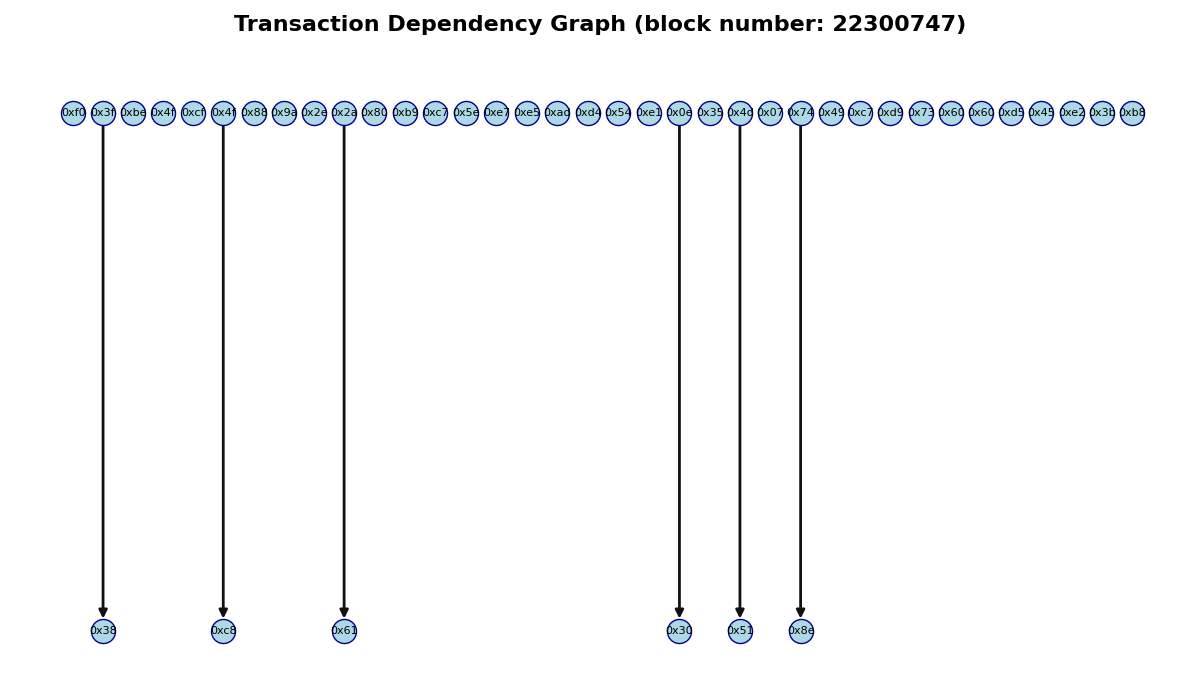 Transaction Dependency Graph (block number: 22300747)
0xf0 0x3f 0xbe 0x4f 0xcf 0x4f 0x88 0x9a 0x2e 0x2a 0x80 0xb9 0xc7 0x5e 0xe7 0xe5 0xad 0xd4 0x54 0xe1 0x0e 0x35 0x4d 0x07 0x74 0x49 0xc7 0xd9 0x73 0x60 0x60 0xd5 0x45 0xe2 0x3b 0xb8
0x38 0xc8 0x61 0x30 0x51 0x8e